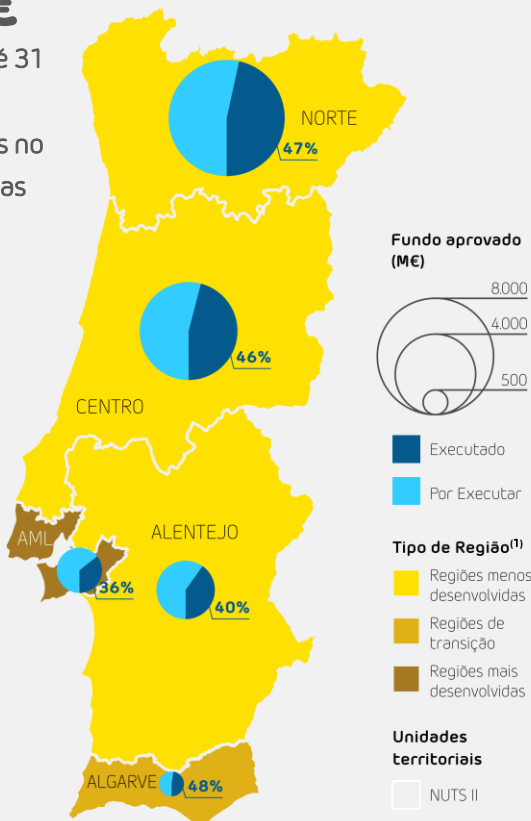 €
é 31
s no
as
NORTE
47%
46%
CENTRO
AML
ALENTEJO
36%
40%
ALGARVE
48%
Fundo aprovado
(M€)
8.000
4.000
500
Executado
Por Executar
Tipo de Região(1)
Regiões menos
desenvolvidas
Regiões de
transição
Regiões mais
desenvolvidas
Unidades
territoriais
NUTS II